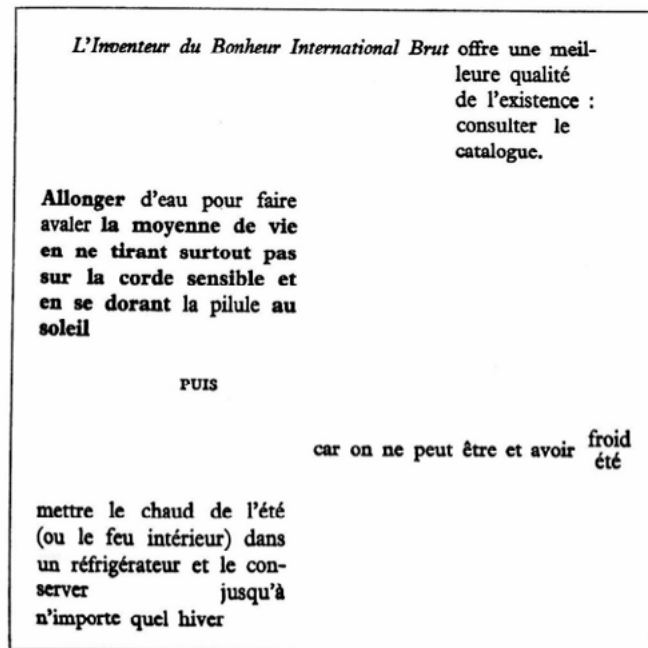 L'Inventeur du Bonheur International Brut offre une meil-
leure qualité
de l'existence :
consulter le
catalogue.
Allonger d'eau pour faire
avaler la moyenne de vie
en ne tirant surtout pas
sur la corde sensible et
en se dorant la pilule au
soleil
PUIS
car on ne peut être et avoir froid
été
mettre le chaud de l'été
(ou le feu intérieur) dans
un réfrigérateur et le con-
server jusqu'à
n'importe quel hiver